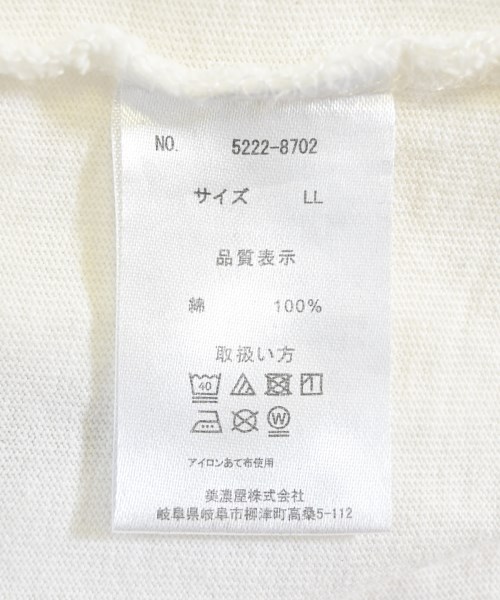 NO. 5222-8702
サイズ LL
品質表示
綿 100%
取扱い方
40
W
アイロンあて布使用
美濃屋株式会社
岐阜県岐阜市柳津町高桑5-112